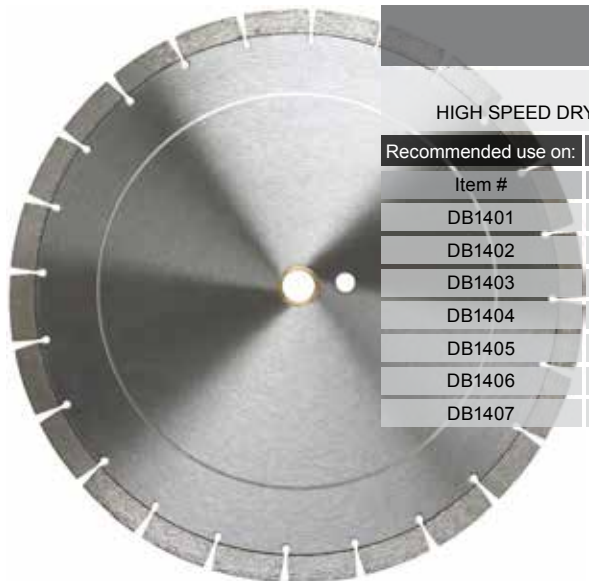 HIGH SPEED DRY
Recommended use on:
Item #
DB1401
DB1402
DB1403
DB1404
DB1405
DB1406
DB1407